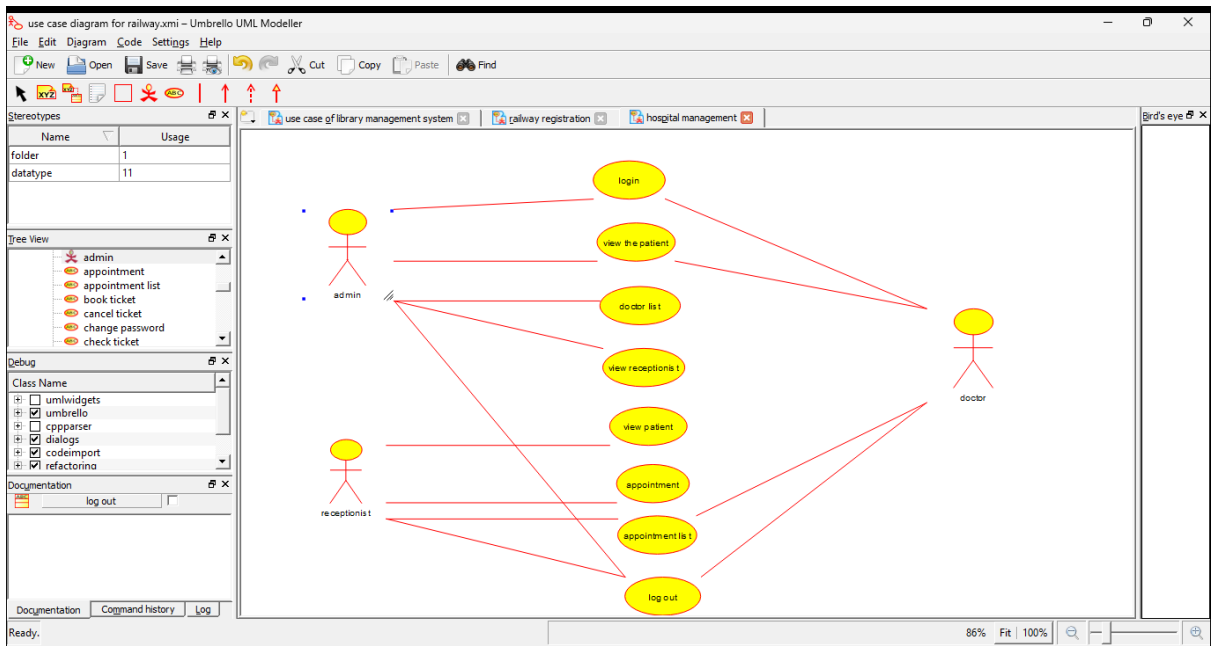 use case diagram for railway.xmi – Umbrello UML Modeller
File Edit Diagram Code Settings Help
New Open Save Cut Copy Paste Find
XYZ XYZ ABC
Stereotypes
Name Usage
folder 1
datatype 11
Tree View
admin
appointment
appointment list
book ticket
cancel ticket
change password
check ticket
Debug
Class Name
umlwidgets
umbrello
cppparser
dialogs
codeimport
refactoring
Documentation
log out
Documentation Command history Log
use case of library management system railway registration hospital management
login
view the patient
admin
doctor list
view receptionist
doctor
view patient
appointment
receptionist
appointment list
log out
Bird's eye
Ready.
86% Fit 100%